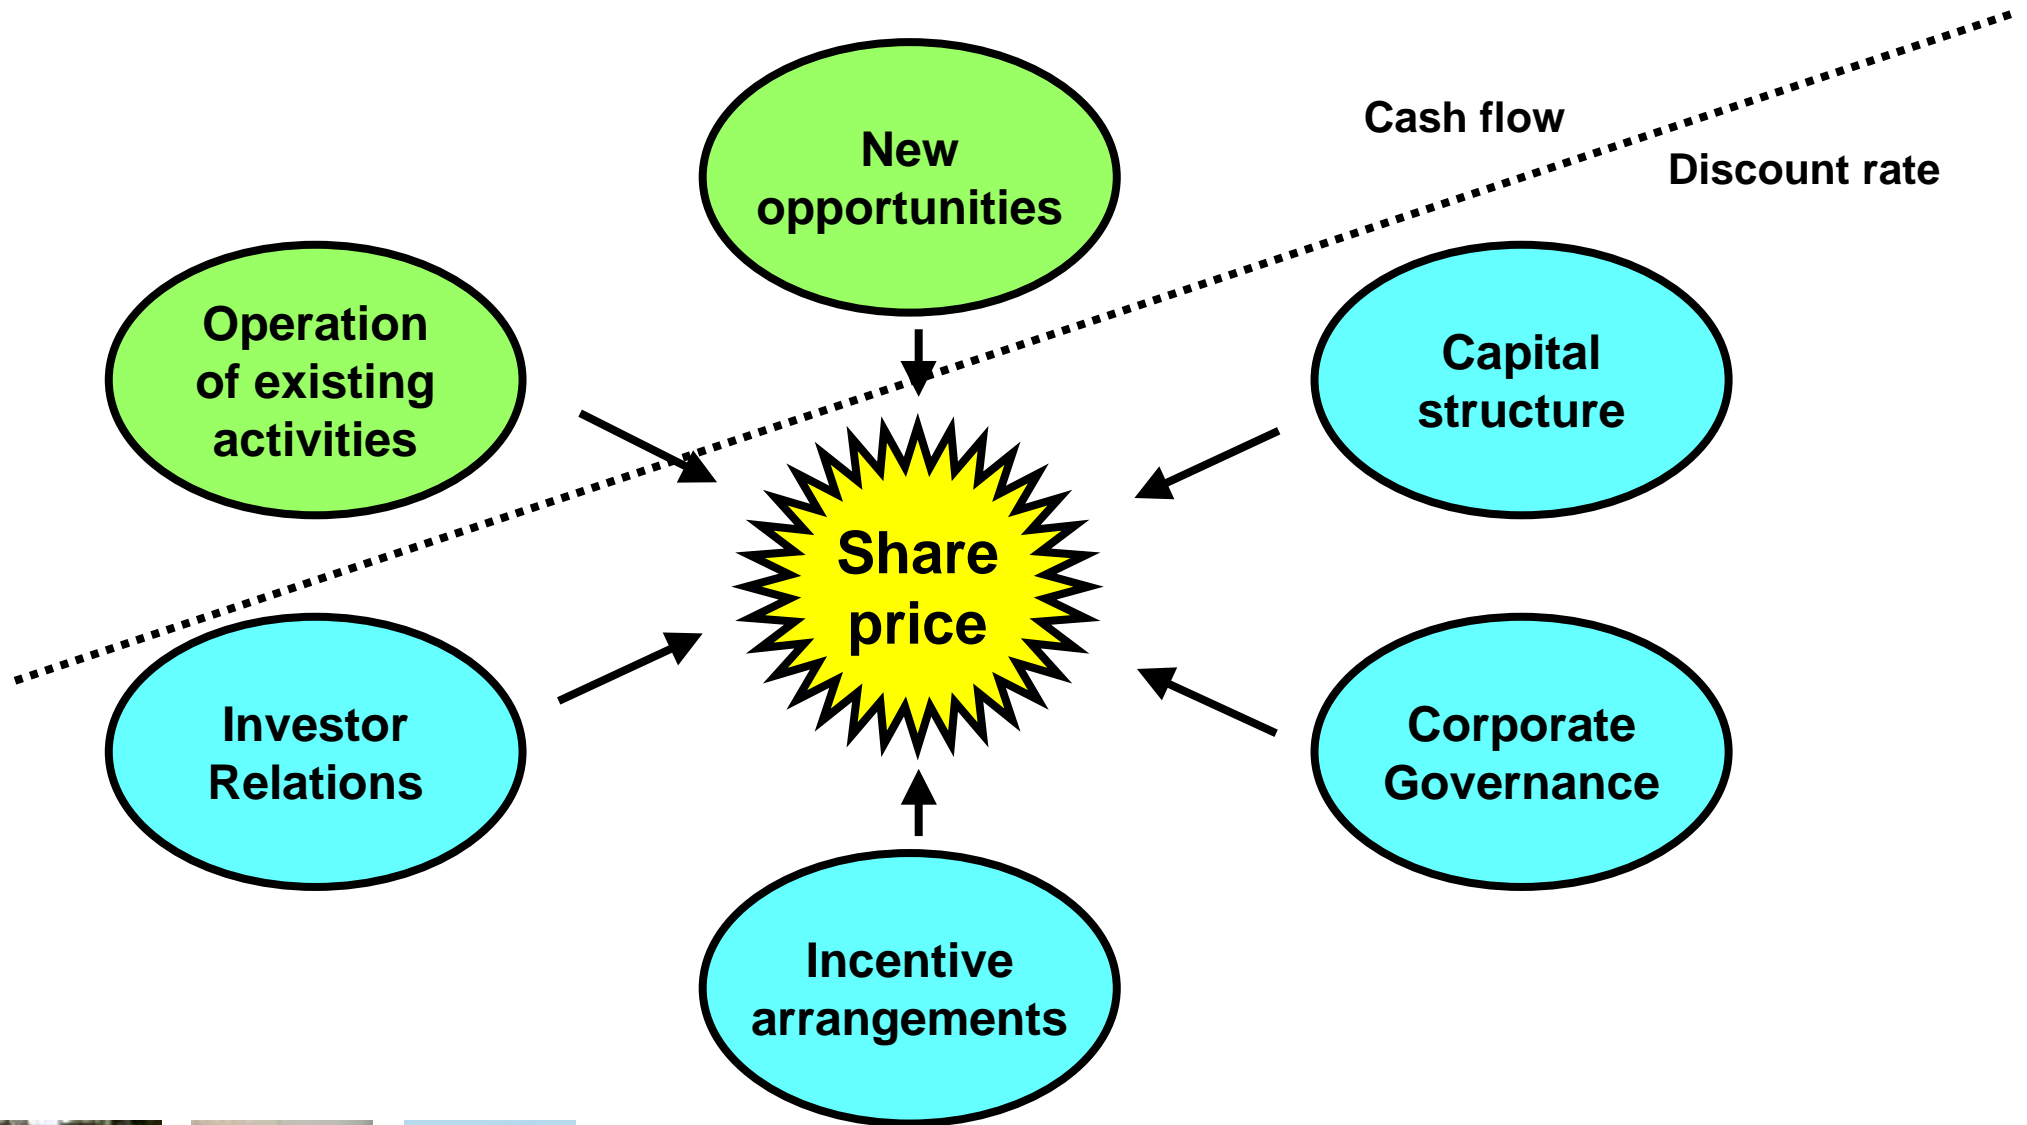 New
opportunities
Cash flow
Discount rate
Operation
of existing
activities
Capital
structure
Share
price
Investor
Relations
Corporate
Governance
Incentive
arrangements